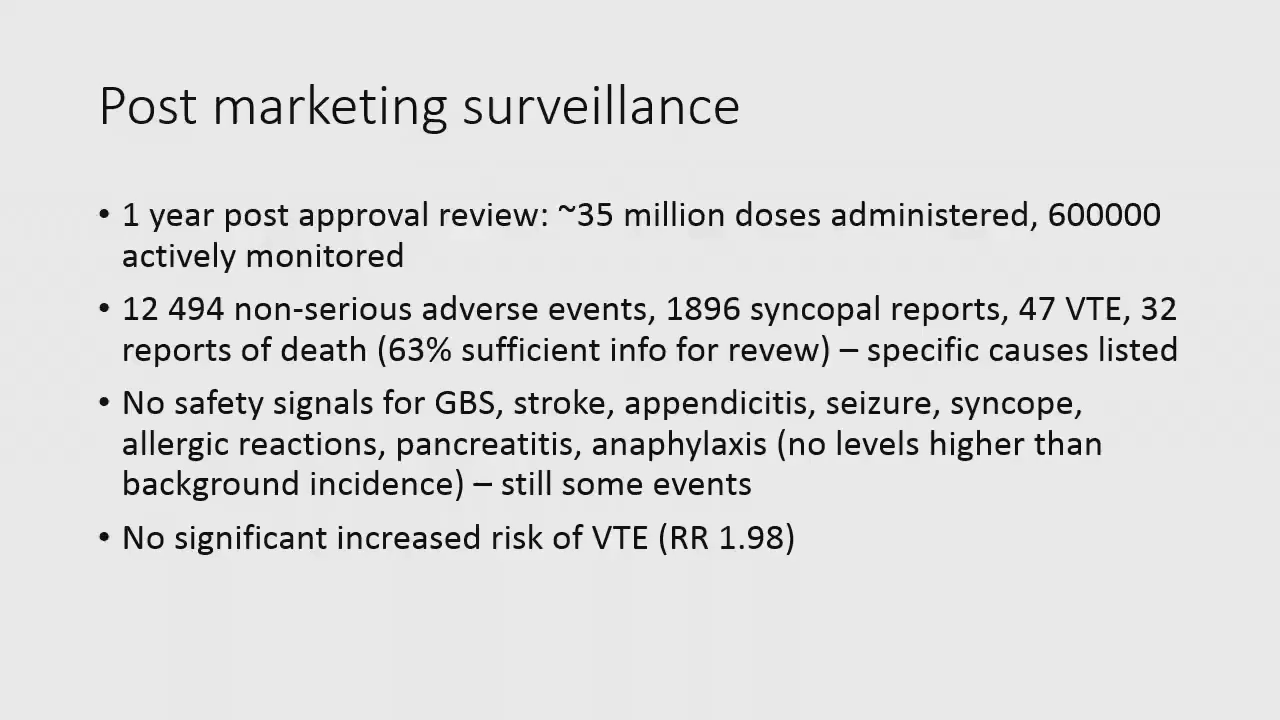 Post marketing surveillance
• 1 year post approval review: ~35 million doses administered, 600000
actively monitored
• 12 494 non-serious adverse events, 1896 syncopal reports, 47 VTE, 32
reports of death (63% sufficient info for revew) – specific causes listed
• No safety signals for GBS, stroke, appendicitis, seizure, syncope,
allergic reactions, pancreatitis, anaphylaxis (no levels higher than
background incidence) – still some events
• No significant increased risk of VTE (RR 1.98)